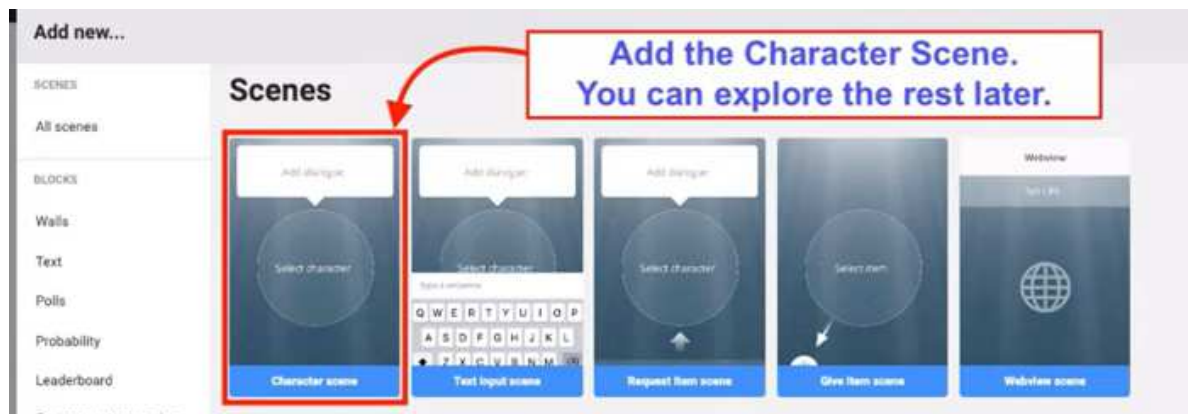 Add new...
Add the Character Scene.
You can explore the rest later.
SCENES
All scenes
BLOCKS
Walls
Text
Polls
Probability
Leaderboard
Scenes
Add dialogue
Select character
Character scene
Add dialogue
Select character
Type a response
Q W E R T Y U I O P
A S D F G H J K L
Z X C V B N M
Text input scene
Add dialogue
Select character
Request item scene
Select item
Give item scene
Webview
Webview scene